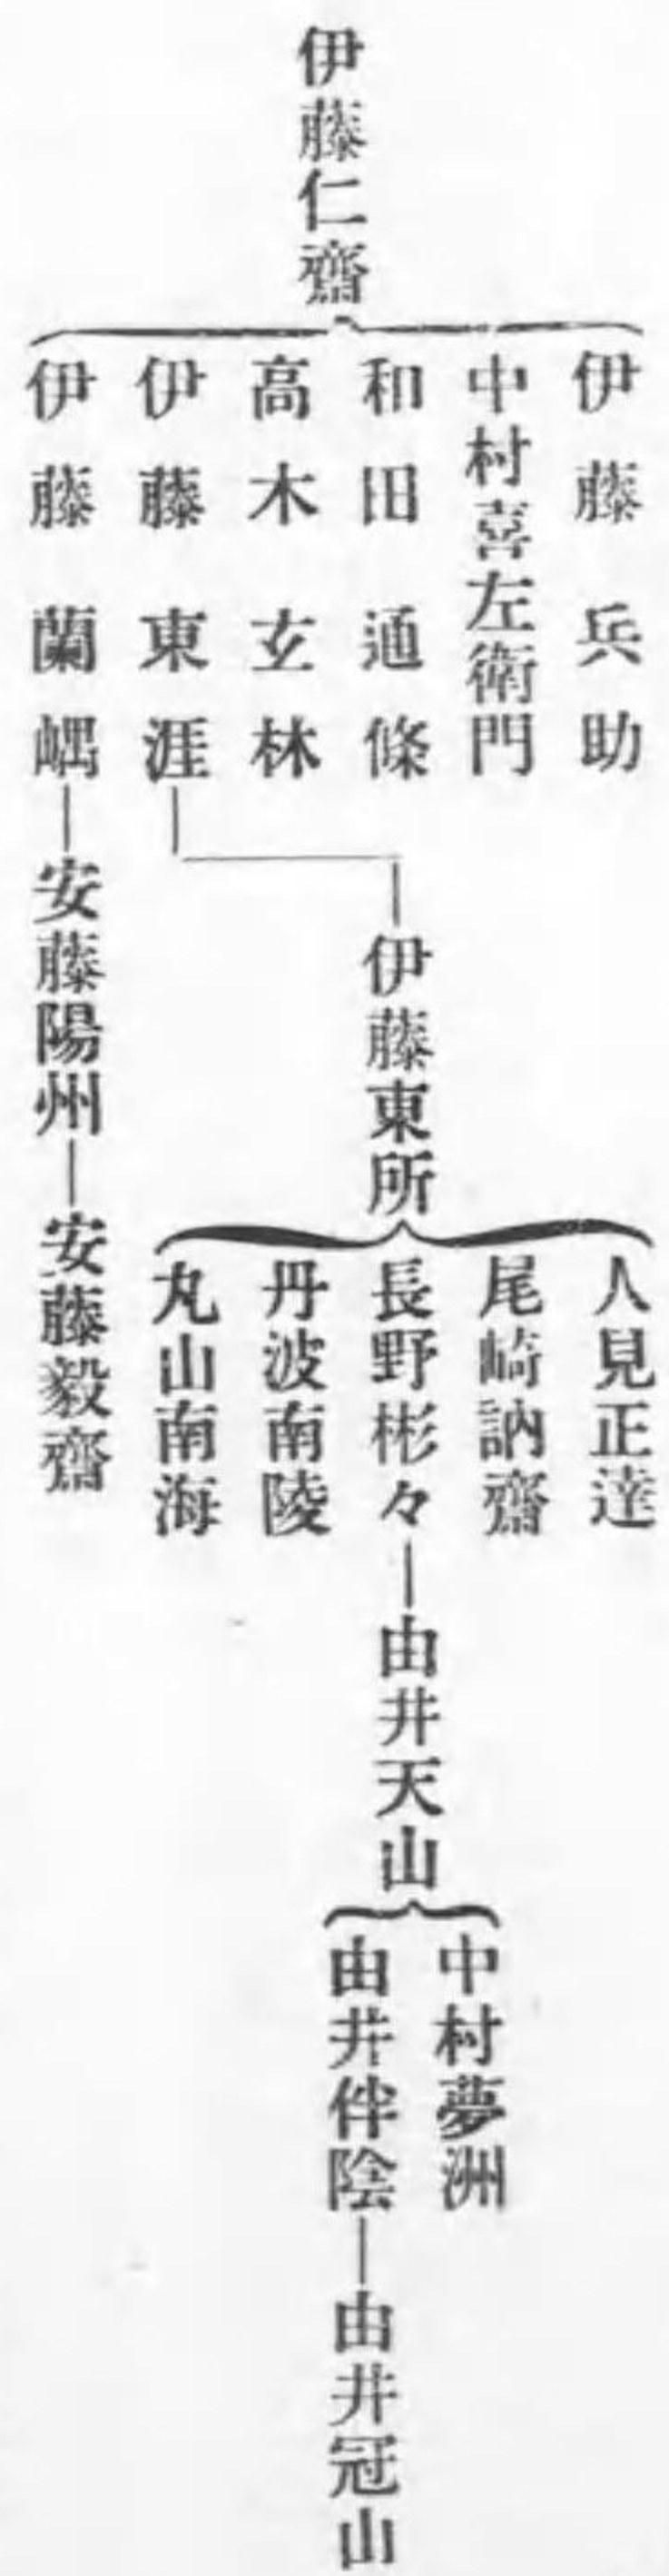 伊藤仁齋
伊藤兵助
中村喜左衛門
和田通條
高木玄林
伊藤東涯
伊藤蘭嵎
伊藤東所
人見正達
尾崎訥齋
長野彬々
丹波南陵
丸山南海
安藤陽州
安藤毅齋
由井天山
中村夢洲
由井伴陰
由井冠山